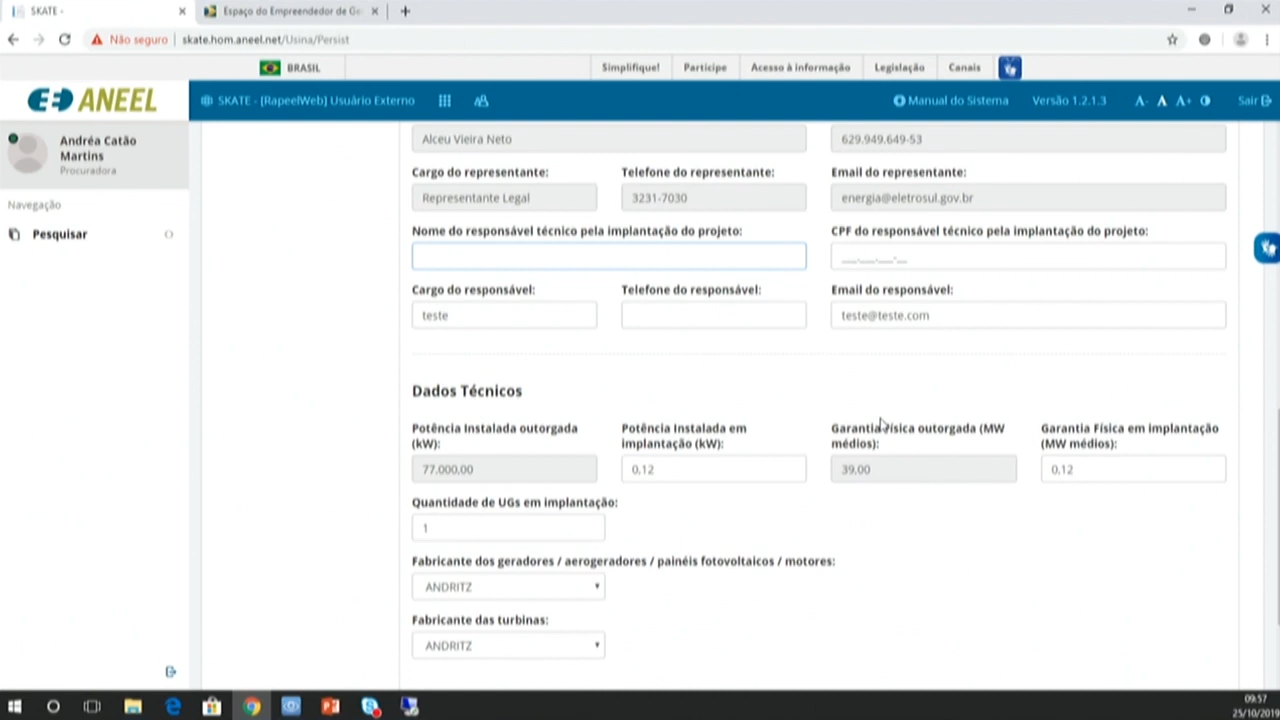 SKATE -
Espaço do Empreendedor de Ge
Não seguro | skate.hom.aneel.net/Usina/Persist
BRASIL
Simplifique!
Participe
Acesso à informação
Legislação
Canais
ANEEL
SKATE - [RapeelWeb] Usuário Externo
Manual do Sistema
Versão 1.2.1.3
A-
A
A+
Sair
Andréa Catão
Martins
Procuradora
Navegação
Pesquisar
Alceu Vieira Neto
629.949.649-53
Cargo do representante:
Telefone do representante:
Email do representante:
Representante Legal
3231-7030
energia@eletrosul.gov.br
Nome do responsável técnico pela implantação do projeto:
CPF do responsável técnico pela implantação do projeto:
___.___.___-__
Cargo do responsável:
Telefone do responsável:
Email do responsável:
teste
teste@teste.com
Dados Técnicos
Potência Instalada outorgada
(kW):
Potência Instalada em
implantação (kW):
Garantia Física outorgada (MW
médios):
Garantia Física em implantação
(MW médios):
77.000,00
0,12
39,00
0,12
Quantidade de UGs em implantação:
1
Fabricante dos geradores / aerogeradores / painéis fotovoltaicos / motores:
ANDRITZ
Fabricante das turbinas:
ANDRITZ
09:57
25/10/2019